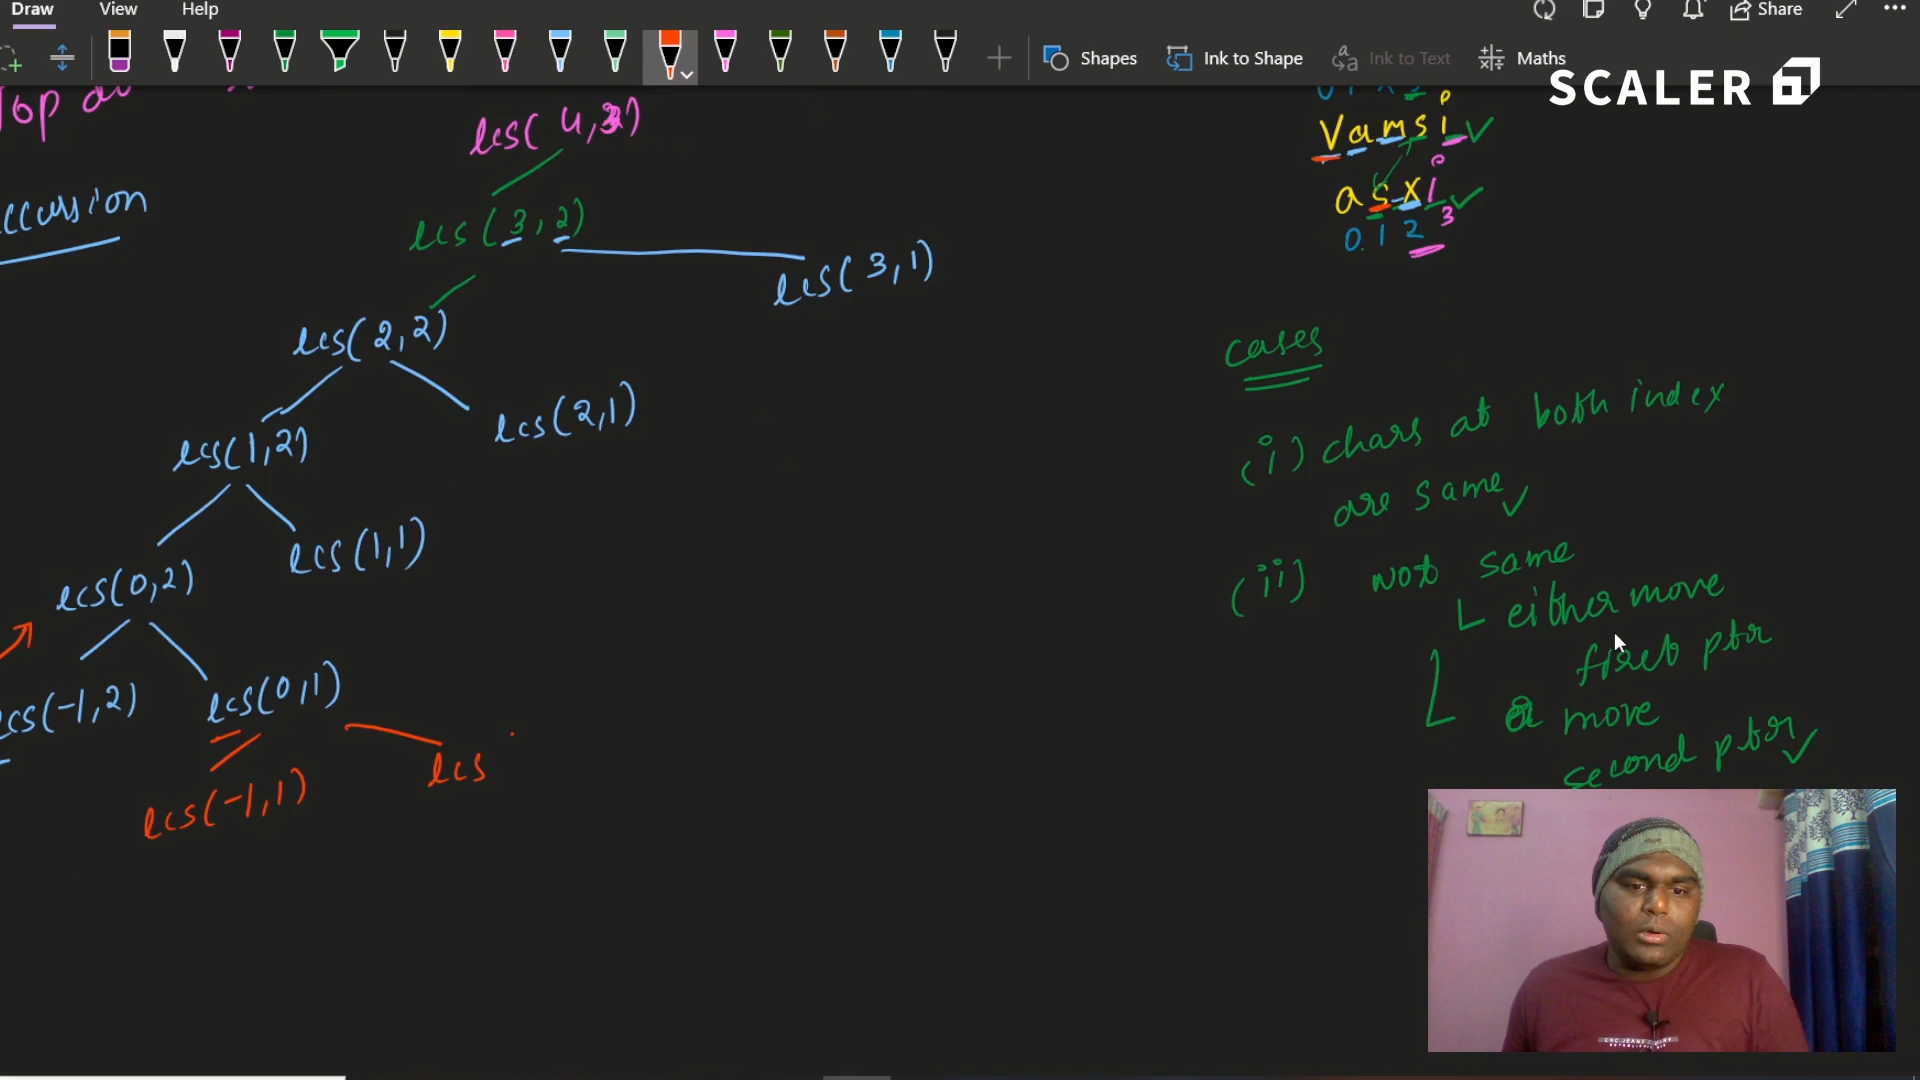 Draw View Help Share
Shapes Ink to Shape Ink to Text Maths
SCALER
Top do
lcs(4,3)
Vamsi
asxi
0 1 2 3
ccursion
lcs(3,2)
lcs(3,1)
lcs(2,2)
cases
lcs(1,2) lcs(2,1)
(i) chars at both index
are same
lcs(0,2) lcs(1,1)
(ii) not same
either move
first ptr
lcs(-1,2) lcs(0,1)
move
second ptr
lcs(-1,1) lcs